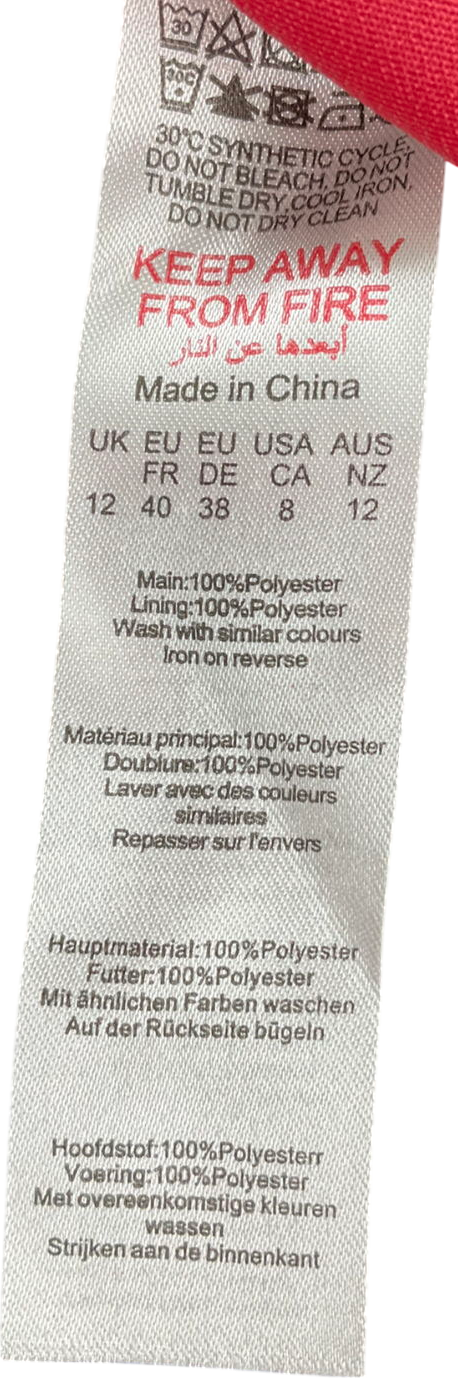 30
30C
30°C SYNTHETIC CYCLE,
DO NOT BLEACH, DO NOT
TUMBLE DRY, COOL IRON,
DO NOT DRY CLEAN
KEEP AWAY
FROM FIRE
أبعدها عن النار
Made in China
UK EU EU USA AUS
FR DE CA NZ
12 40 38 8 12
Main:100%Polyester
Lining:100%Polyester
Wash with similar colours
Iron on reverse
Matériau principal:100%Polyester
Doublure:100%Polyester
Laver avec des couleurs
similaires
Repasser sur l'envers
Hauptmaterial:100%Polyester
Futter:100%Polyester
Mit ähnlichen Farben waschen
Auf der Rückseite bügeln
Hoofdstof:100%Polyesterr
Voering:100%Polyester
Met overeenkomstige kleuren
wassen
Strijken aan de binnenkant